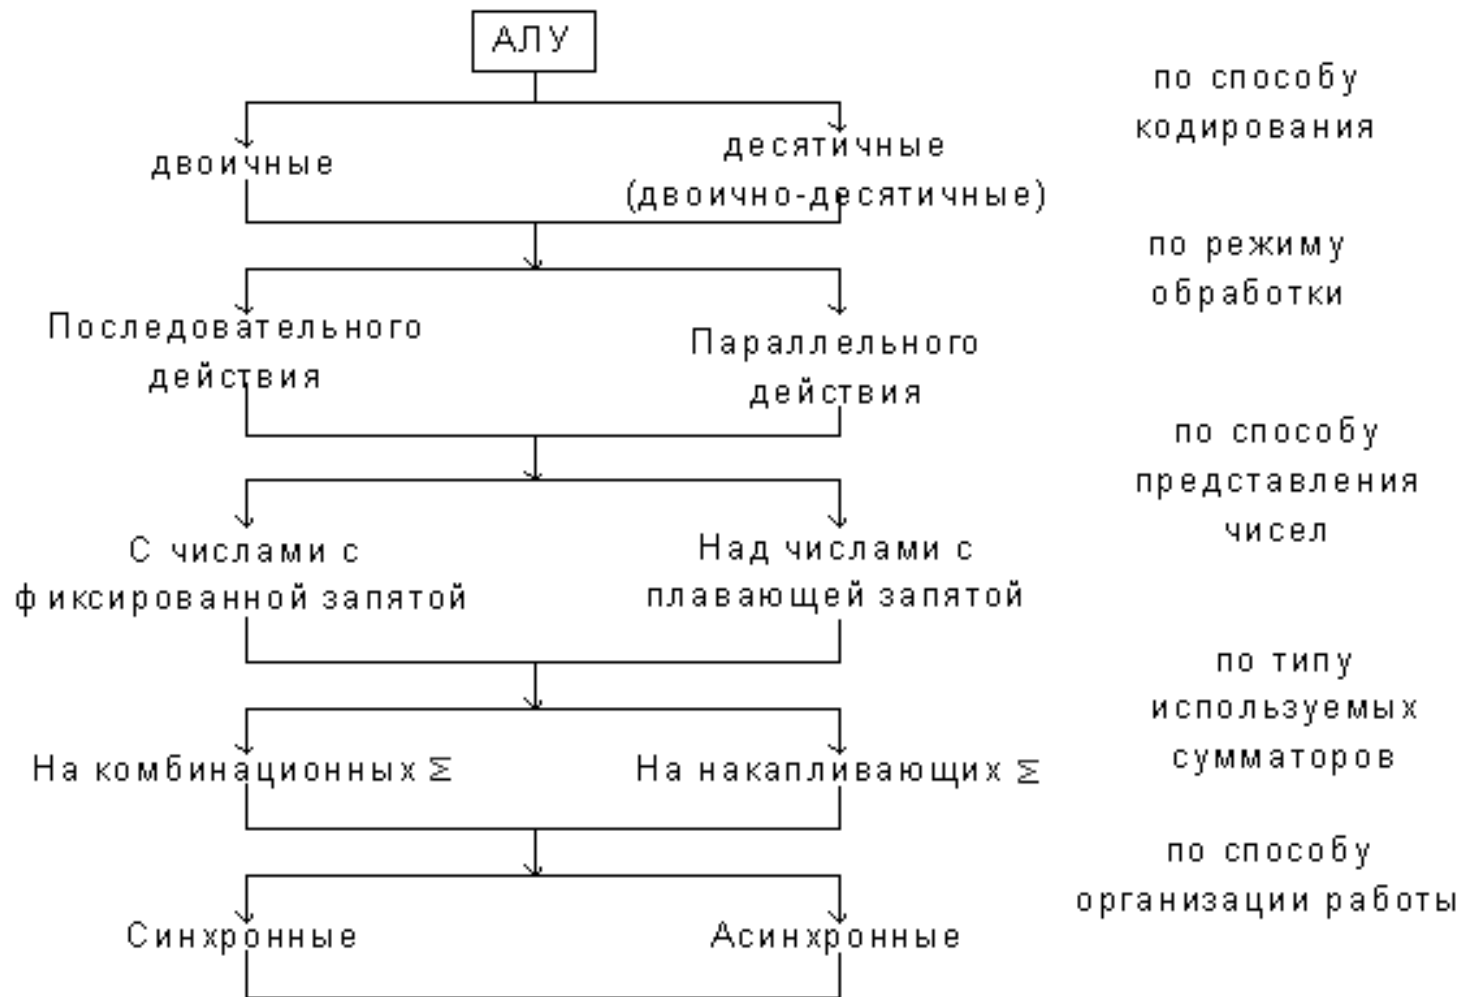 АЛУ
по способу
кодирования
двоичные
десятичные
(двоично-десятичные)
по режиму
обработки
Последовательного
действия
Параллельного
действия
по способу
представления
чисел
С числами с
фиксированной запятой
Над числами с
плавающей запятой
по типу
используемых
сумматоров
На комбинационных Σ
На накапливающих Σ
по способу
организации работы
Синхронные
Асинхронные